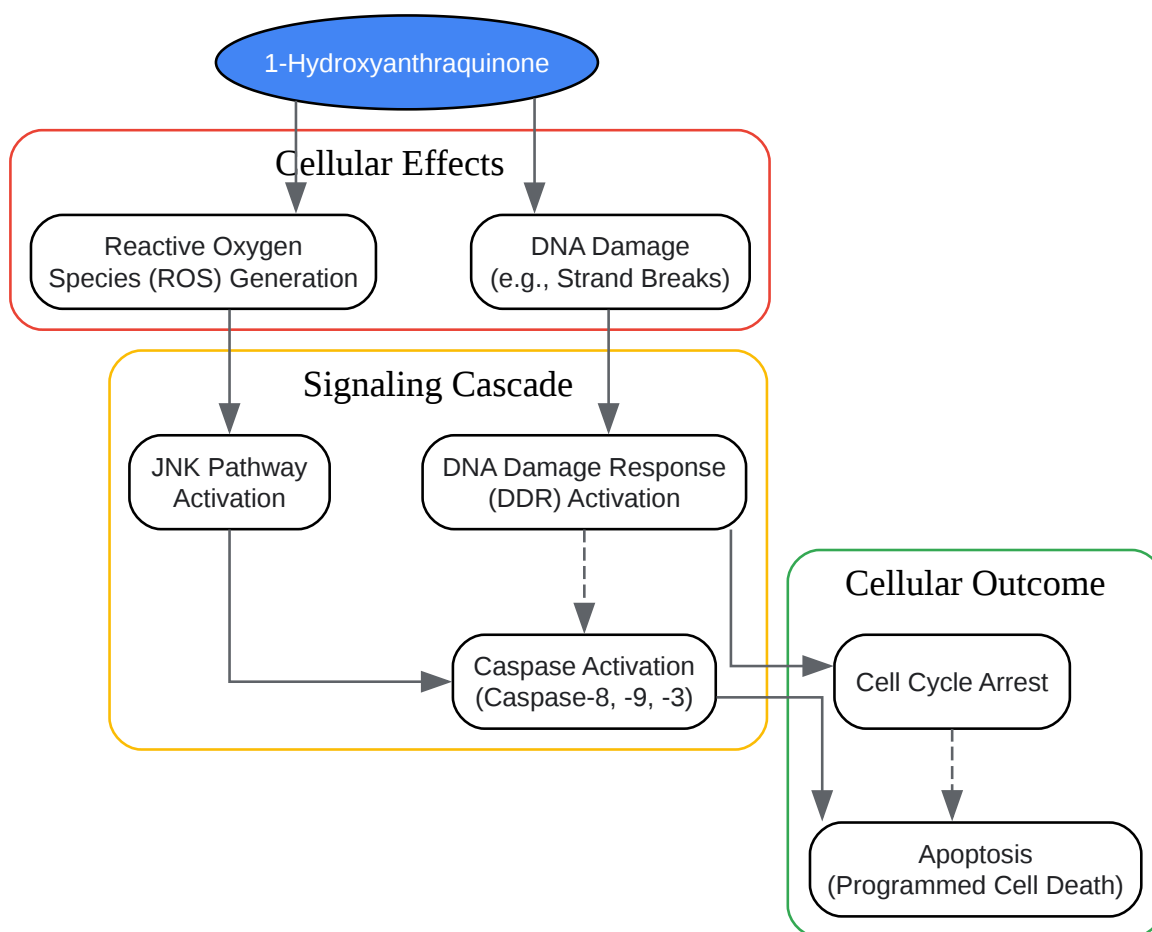 1-Hydroxyanthraquinone
Cellular Effects
Reactive Oxygen
Species (ROS) Generation
DNA Damage
(e.g., Strand Breaks)
Signaling Cascade
JNK Pathway
Activation
DNA Damage Response
(DDR) Activation
Cellular Outcome
Caspase Activation
(Caspase-8, -9, -3)
Cell Cycle Arrest
Apoptosis
(Programmed Cell Death)